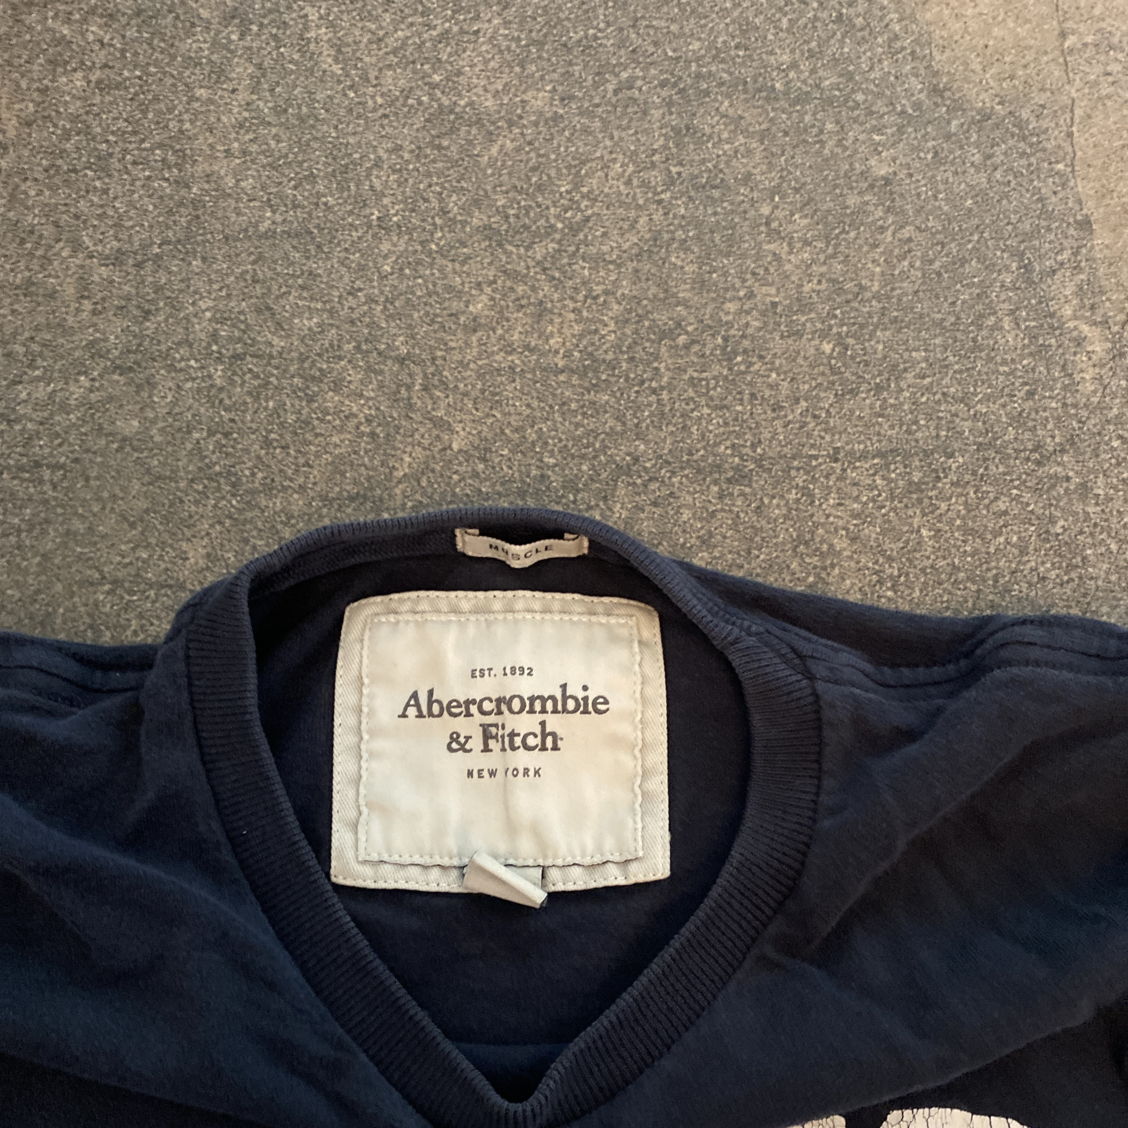 MUSCLE
EST. 1892
Abercrombie
& Fitch
NEW YORK